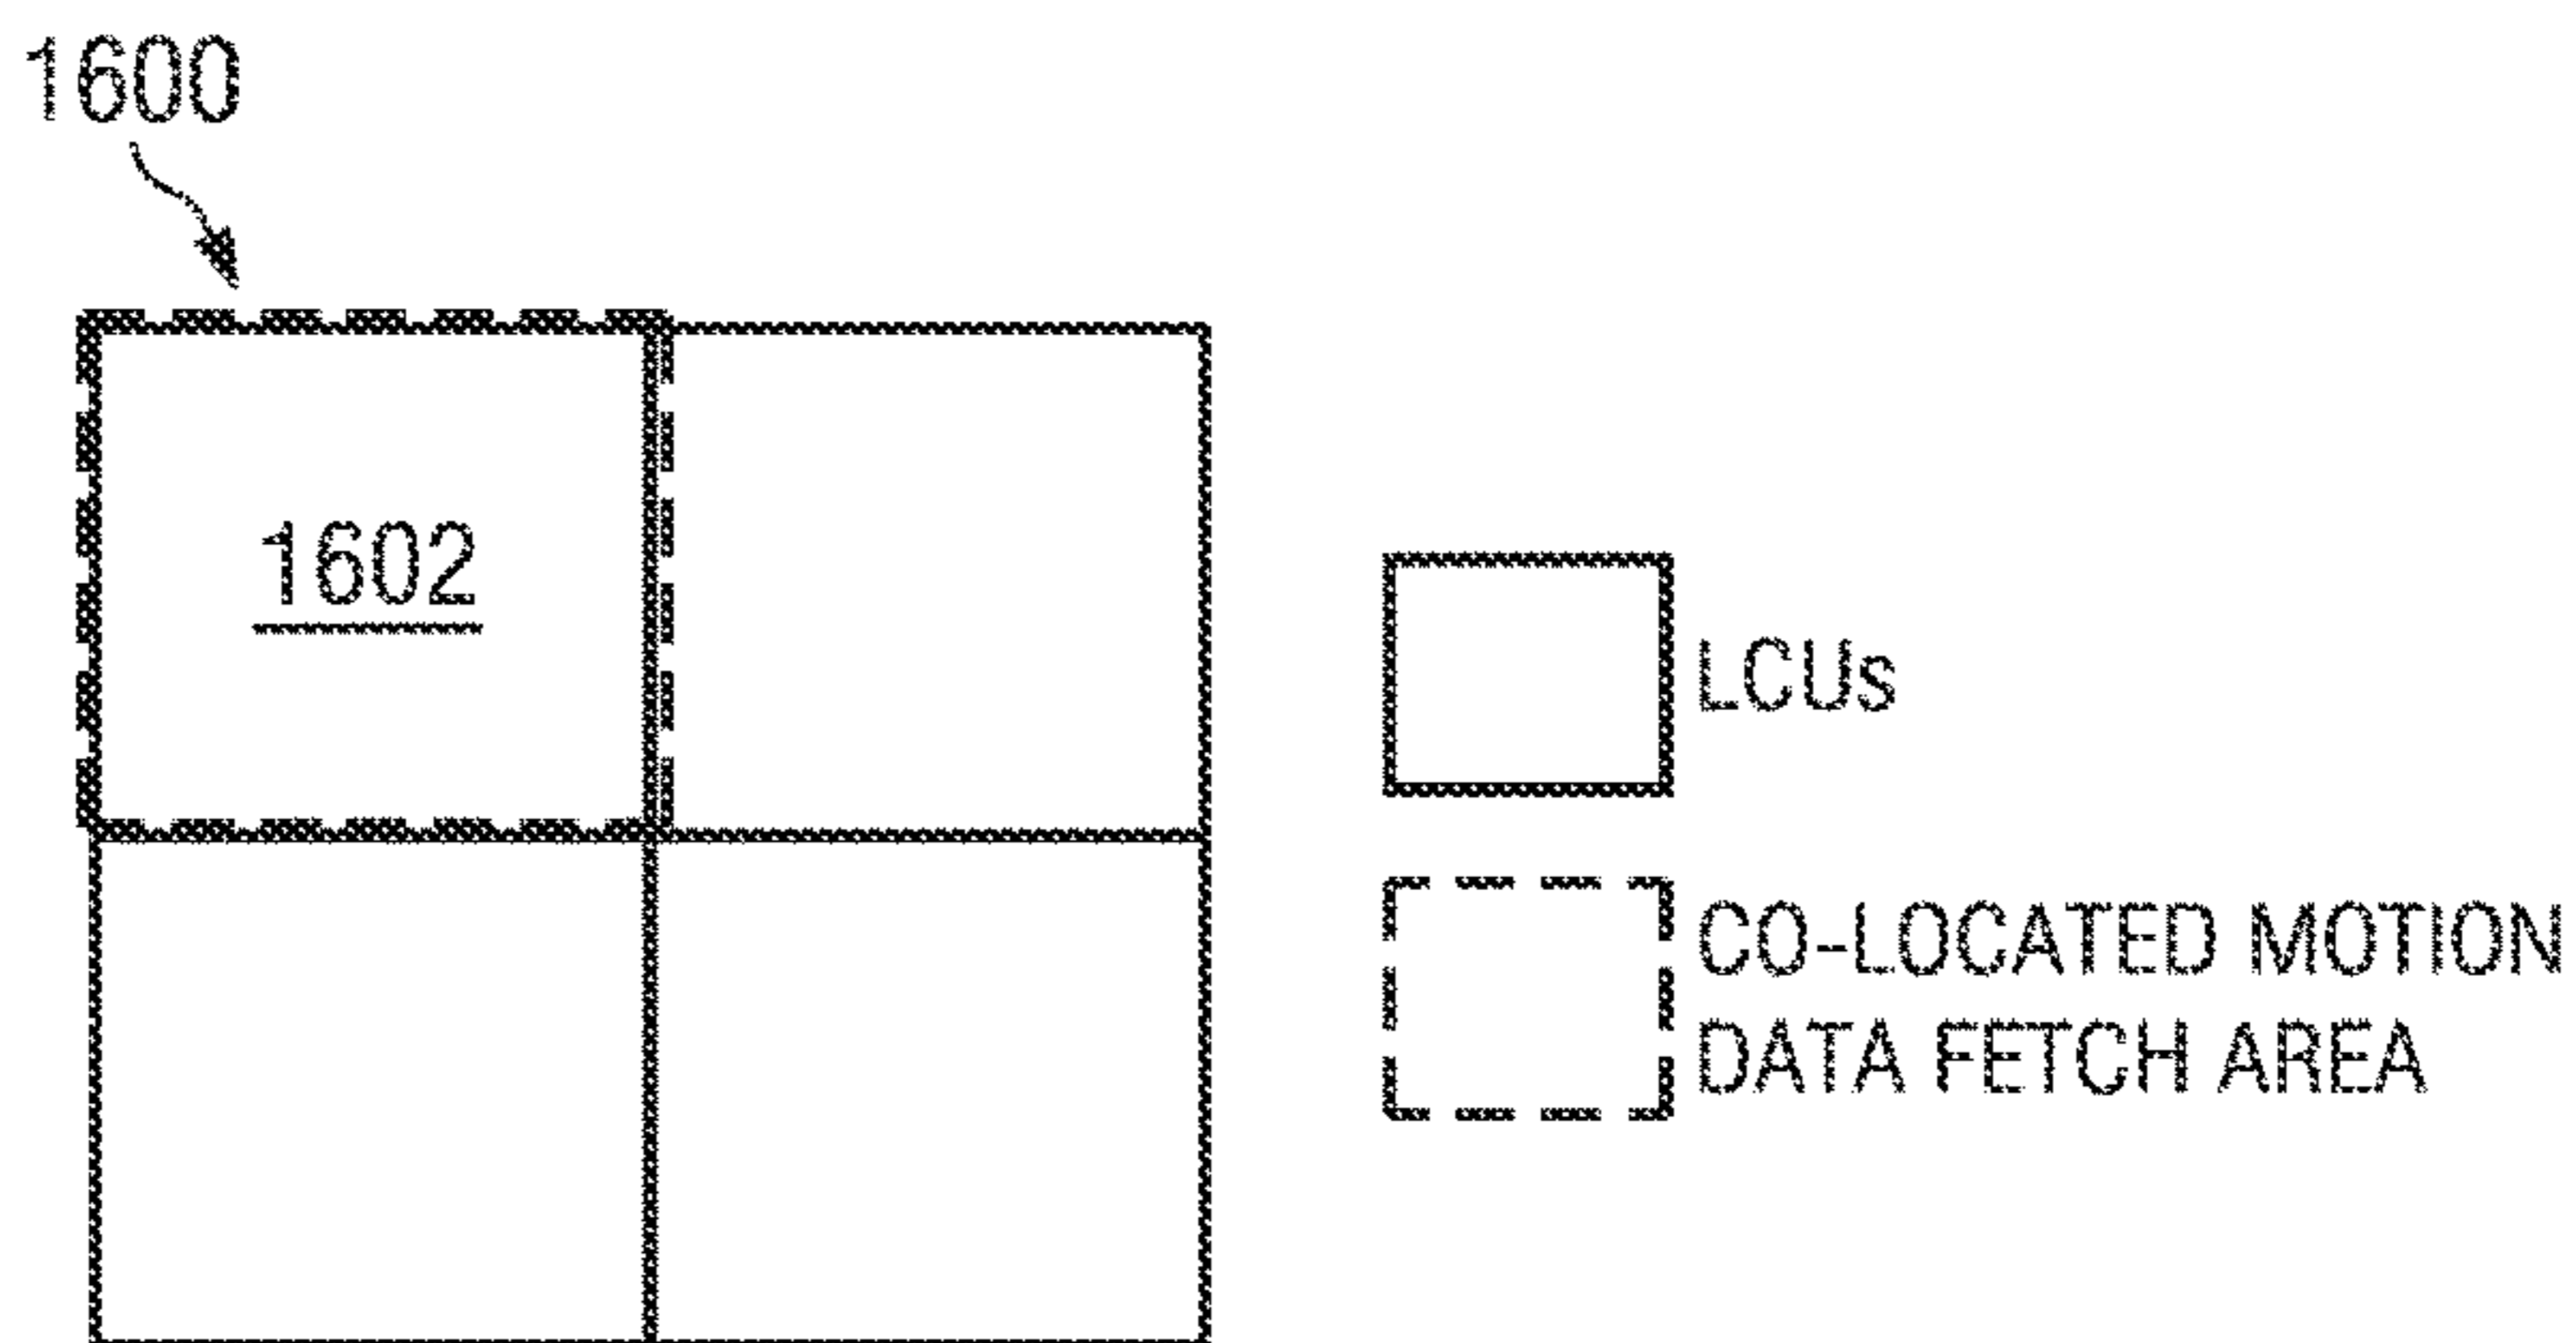 1600
1602
LCUs
CO-LOCATED MOTION
DATA FETCH AREA